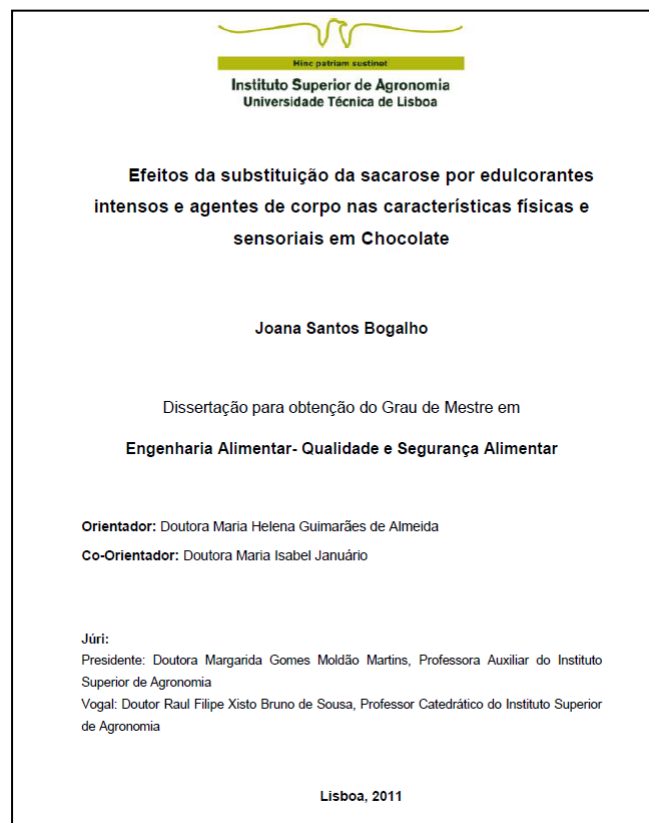 Hinc patriam sustinet
Instituto Superior de Agronomia
Universidade Técnica de Lisboa
Efeitos da substituição da sacarose por edulcorantes
intensos e agentes de corpo nas características físicas e
sensoriais em Chocolate
Joana Santos Bogalho
Dissertação para obtenção do Grau de Mestre em
Engenharia Alimentar- Qualidade e Segurança Alimentar
Orientador: Doutora Maria Helena Guimarães de Almeida
Co-Orientador: Doutora Maria Isabel Januário
Júri:
Presidente: Doutora Margarida Gomes Moldão Martins, Professora Auxiliar do Instituto
Superior de Agronomia
Vogal: Doutor Raul Filipe Xisto Bruno de Sousa, Professor Catedrático do Instituto Superior
de Agronomia
Lisboa, 2011